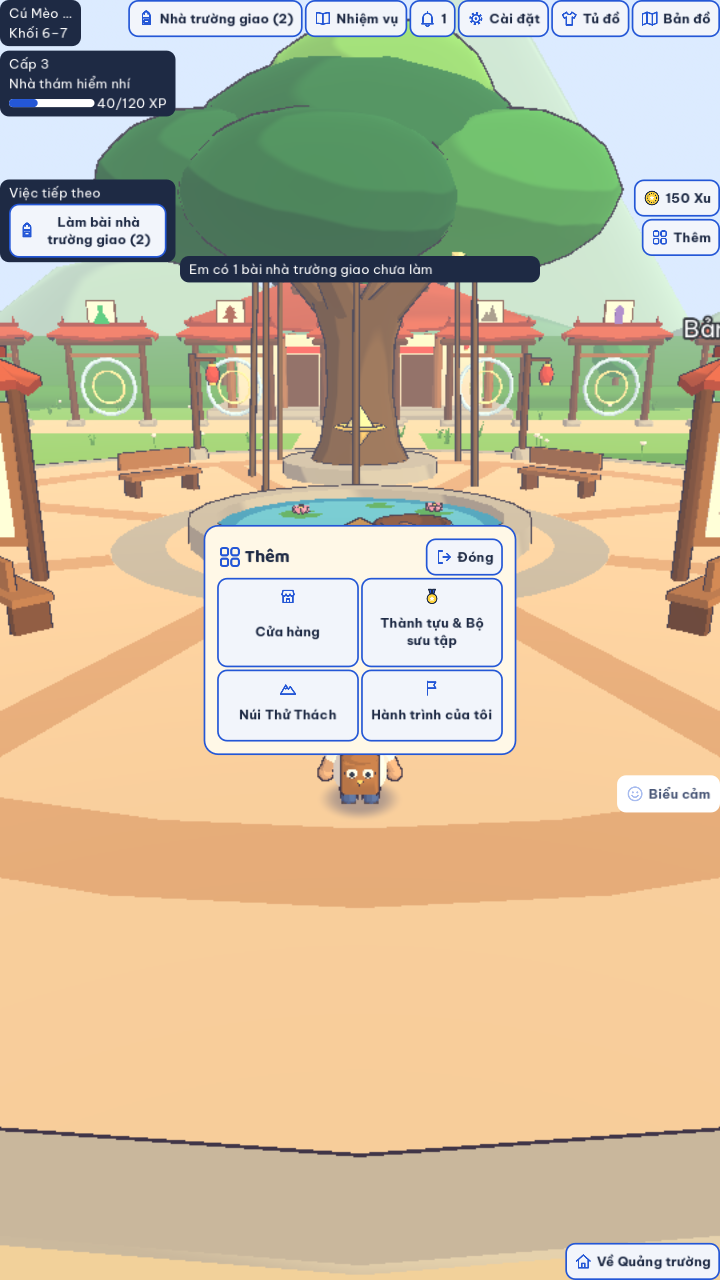 Cú Mèo ...
Khối 6-7
Nhà trường giao (2)
Nhiệm vụ
1
Cài đặt
Tủ đồ
Bản đồ
Cấp 3
Nhà thám hiểm nhí
40/120 XP
Việc tiếp theo
Làm bài nhà
trường giao (2)
150 Xu
Thêm
Em có 1 bài nhà trường giao chưa làm
Thêm
Đóng
Cửa hàng
Thành tựu & Bộ
sưu tập
Núi Thử Thách
Hành trình của tôi
Biểu cảm
Về Quảng trường